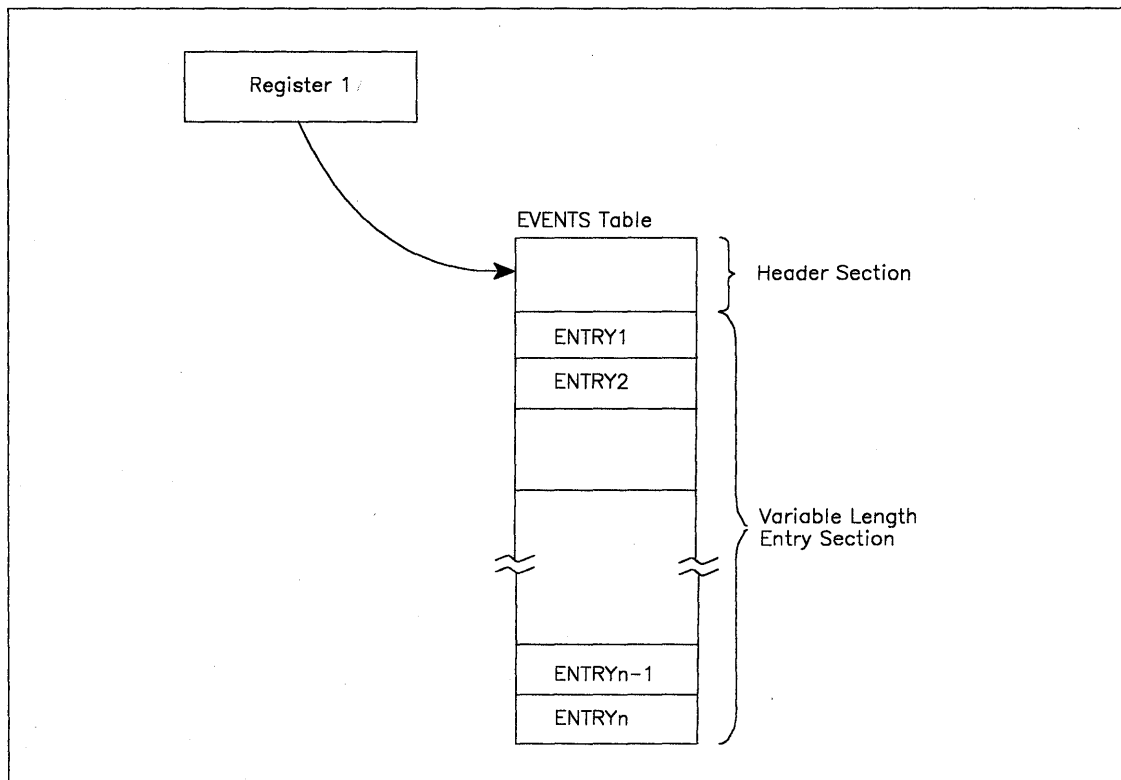 Register 1
EVENTS Table
Header Section
ENTRY1
ENTRY2
Variable Length
Entry Section
ENTRYn-1
ENTRYn